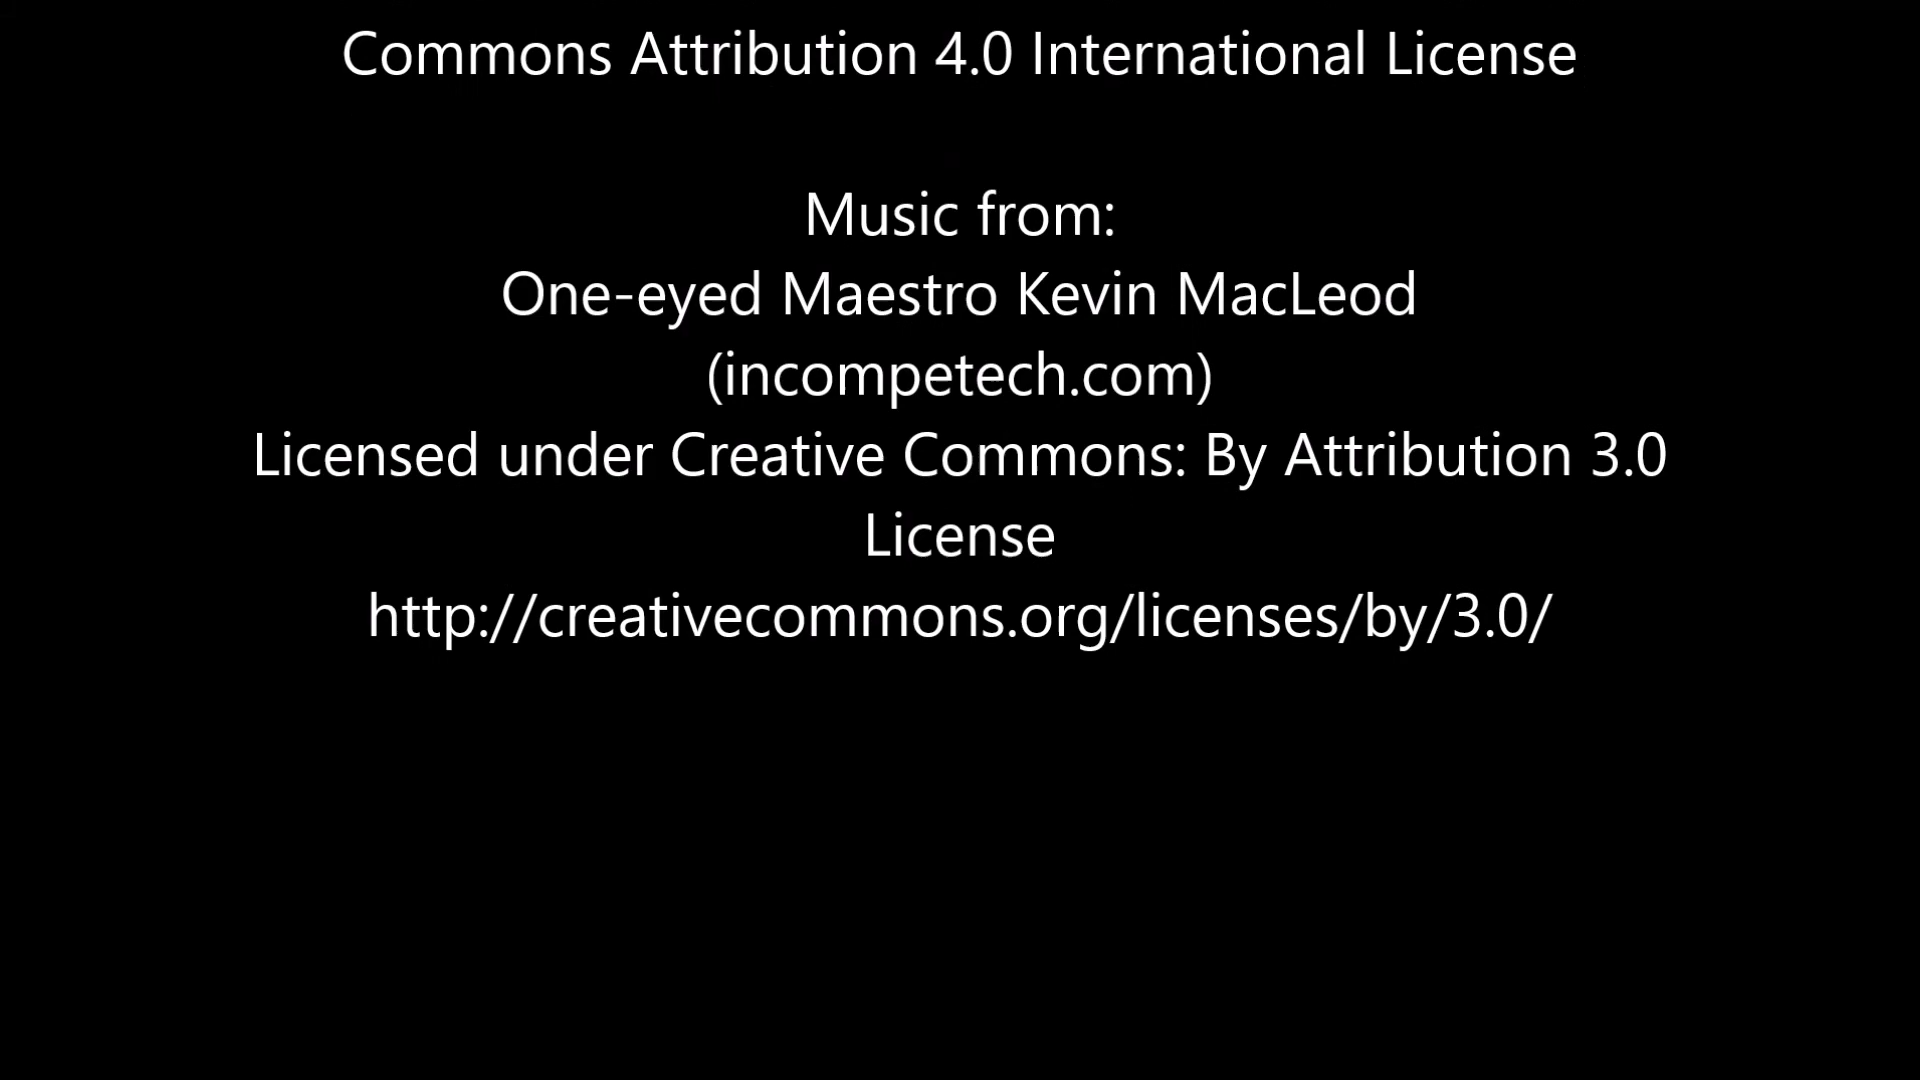 Commons Attribution 4.0 International License
Music from:
One-eyed Maestro Kevin MacLeod
(incompetech.com)
Licensed under Creative Commons: By Attribution 3.0
License
http://creativecommons.org/licenses/by/3.0/